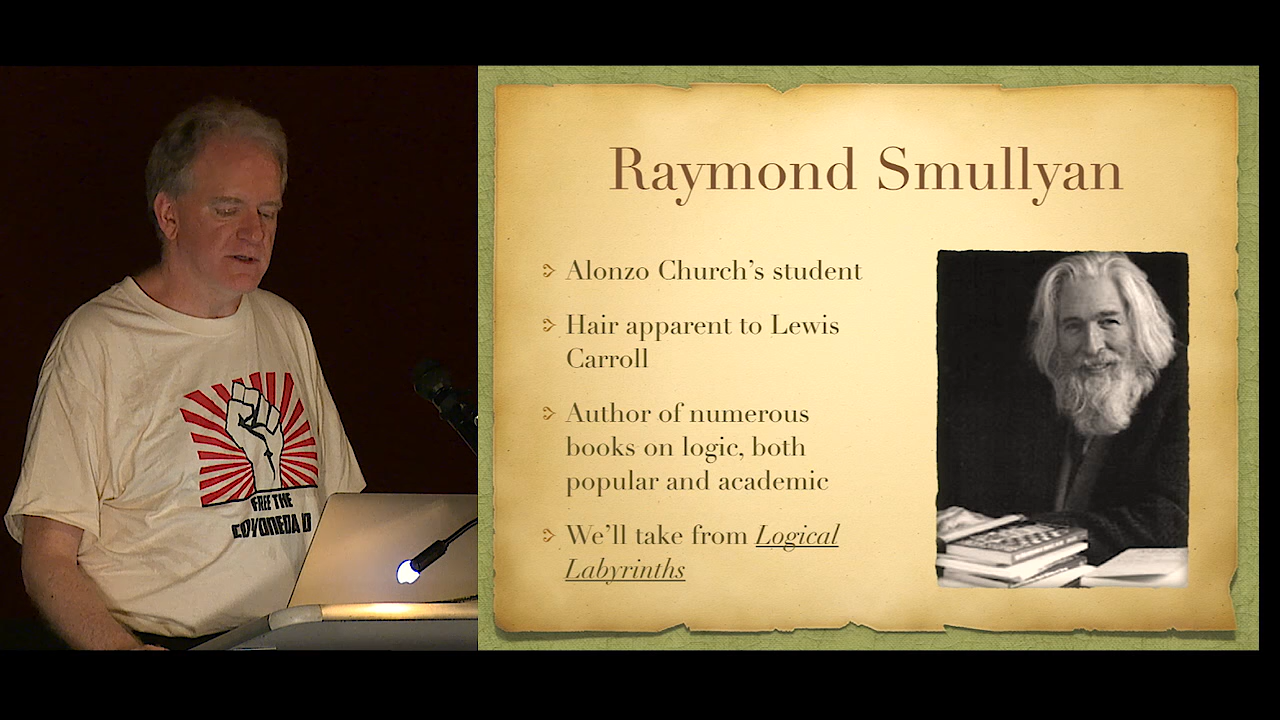 Raymond Smullyan
Alonzo Church’s student
Hair apparent to Lewis
Carroll
Author of numerous
books on logic, both
popular and academic
We’ll take from Logical
Labyrinths
FREE THE